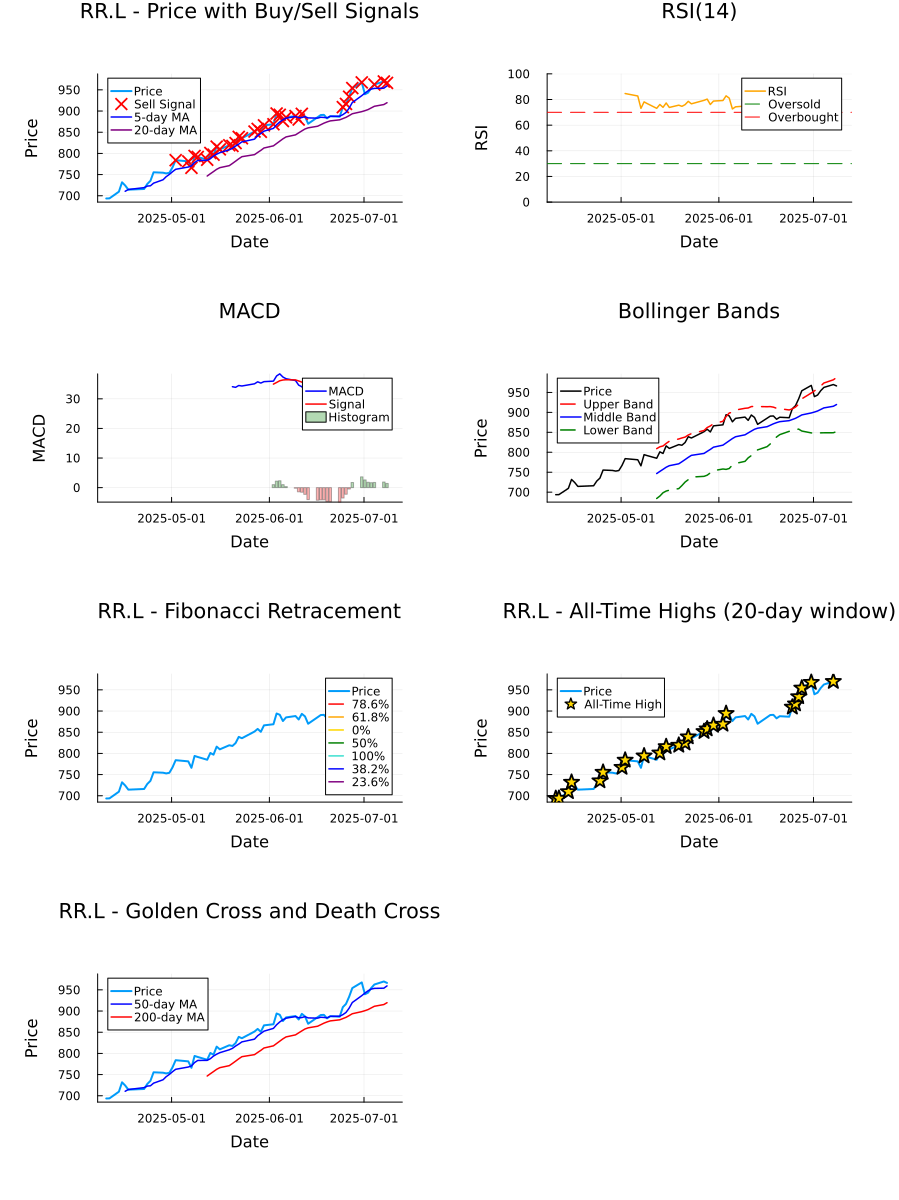 RR.L - Price with Buy/Sell Signals
Price
950
900
850
800
750
700
Price
Sell Signal
5-day MA
20-day MA
2025-05-01
2025-06-01
2025-07-01
Date
RSI(14)
RSI
100
80
60
40
20
0
RSI
Oversold
Overbought
2025-05-01
2025-06-01
2025-07-01
Date
MACD
MACD
30
20
10
0
MACD
Signal
Histogram
2025-05-01
2025-06-01
2025-07-01
Date
Bollinger Bands
Price
950
900
850
800
750
700
Price
Upper Band
Middle Band
Lower Band
2025-05-01
2025-06-01
2025-07-01
Date
RR.L - Fibonacci Retracement
Price
950
900
850
800
750
700
Price
78.6%
61.8%
0%
50%
100%
38.2%
23.6%
2025-05-01
2025-06-01
2025-07-01
Date
RR.L - All-Time Highs (20-day window)
Price
950
900
850
800
750
700
Price
All-Time High
2025-05-01
2025-06-01
2025-07-01
Date
RR.L - Golden Cross and Death Cross
Price
950
900
850
800
750
700
Price
50-day MA
200-day MA
2025-05-01
2025-06-01
2025-07-01
Date